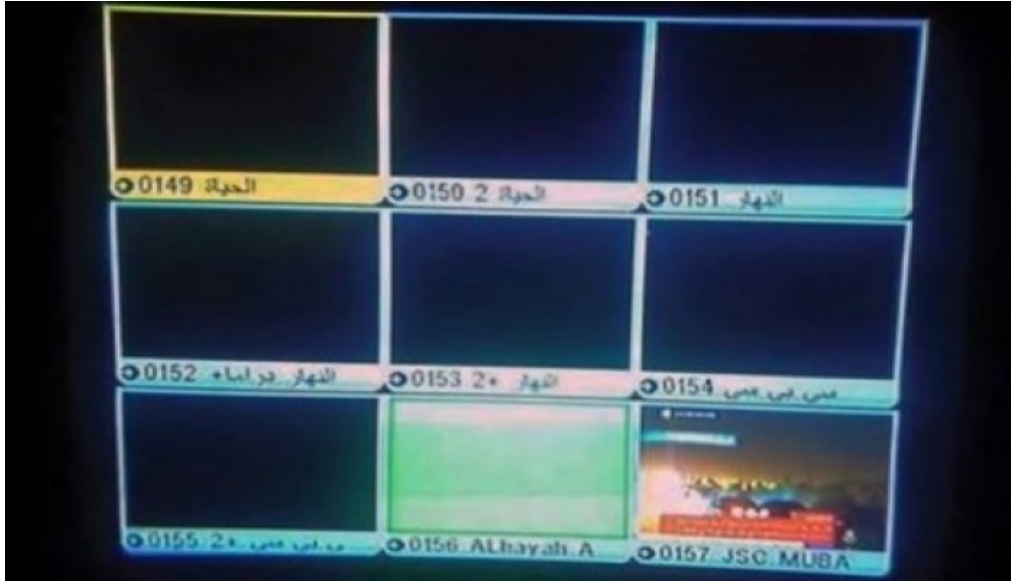 0149 الحياة
0150 الحياة 2
0151 النهار
0152 النهار دراما+
0153 النهار +2
0154 سي بي سي
0155 سي بي سي +2
0156 ALhayah A
0157 JSC MUBA